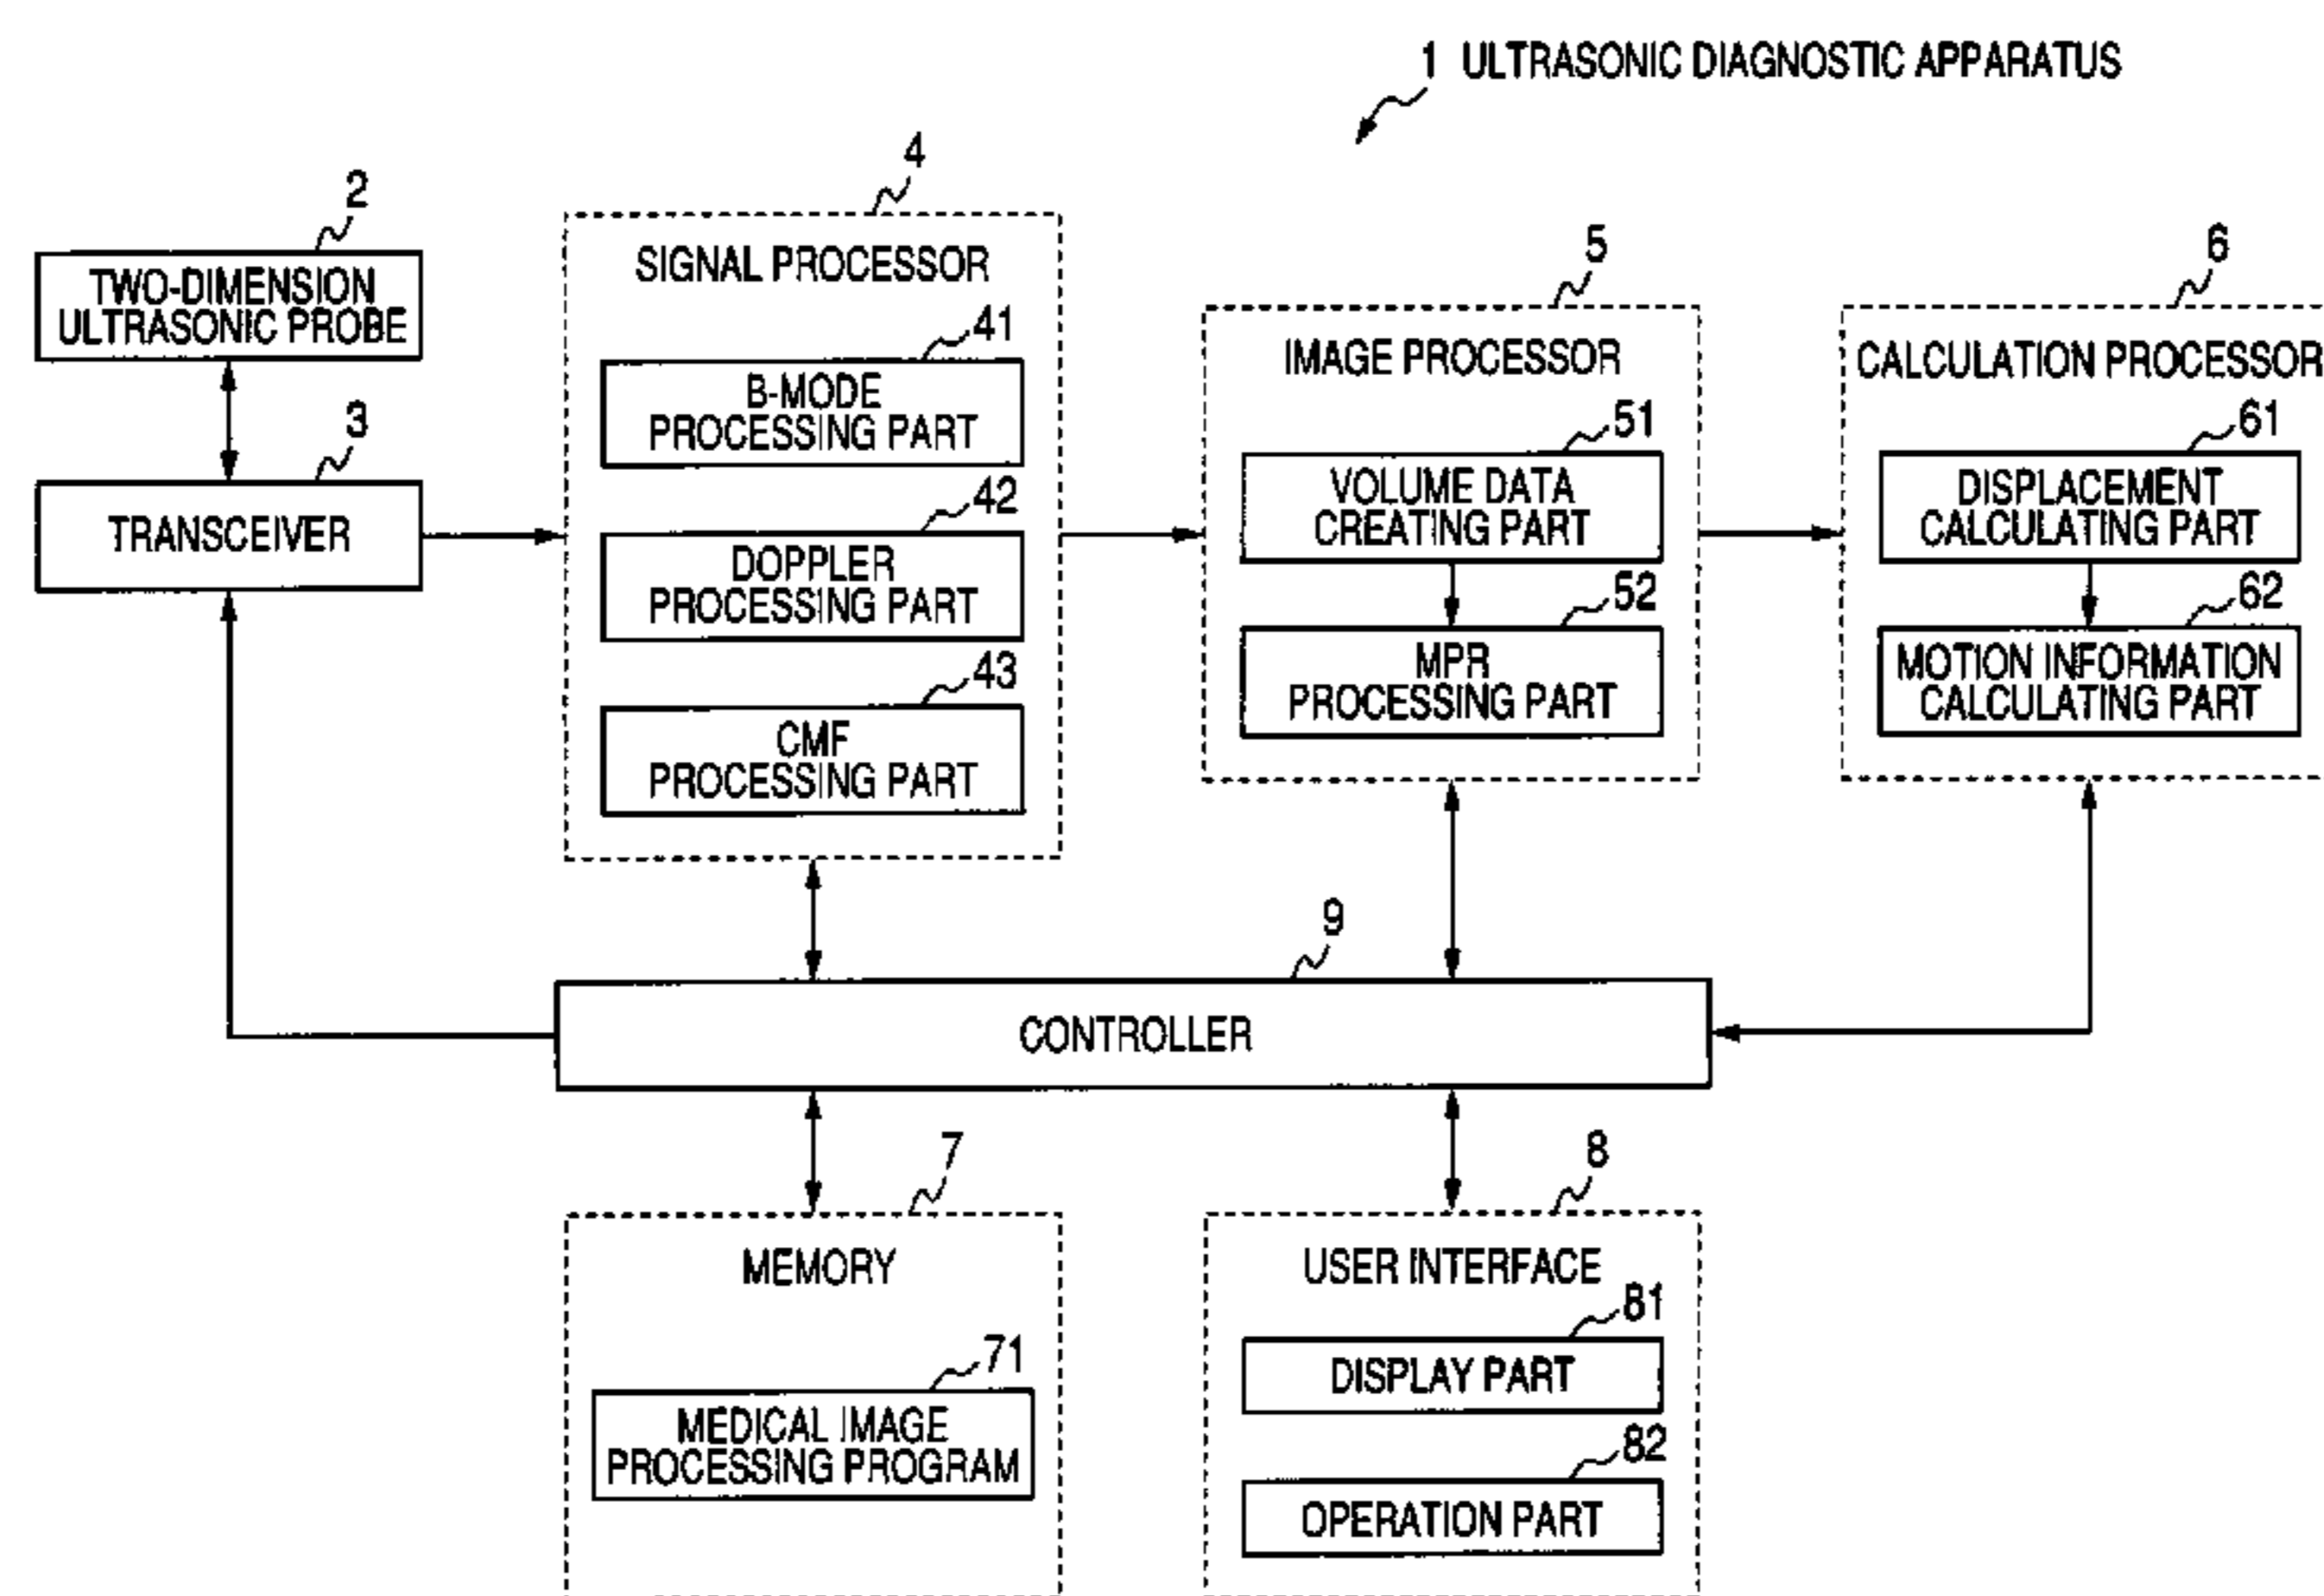 1 ULTRASONIC DIAGNOSTIC APPARATUS
2
TWO-DIMENSION
ULTRASONIC PROBE
3
TRANSCEIVER
4
SIGNAL PROCESSOR
41
B-MODE
PROCESSING PART
42
DOPPLER
PROCESSING PART
43
CMF
PROCESSING PART
5
IMAGE PROCESSOR
51
VOLUME DATA
CREATING PART
52
MPR
PROCESSING PART
6
CALCULATION PROCESSOR
61
DISPLACEMENT
CALCULATING PART
62
MOTION INFORMATION
CALCULATING PART
9
CONTROLLER
7
MEMORY
71
MEDICAL IMAGE
PROCESSING PROGRAM
8
USER INTERFACE
81
DISPLAY PART
82
OPERATION PART